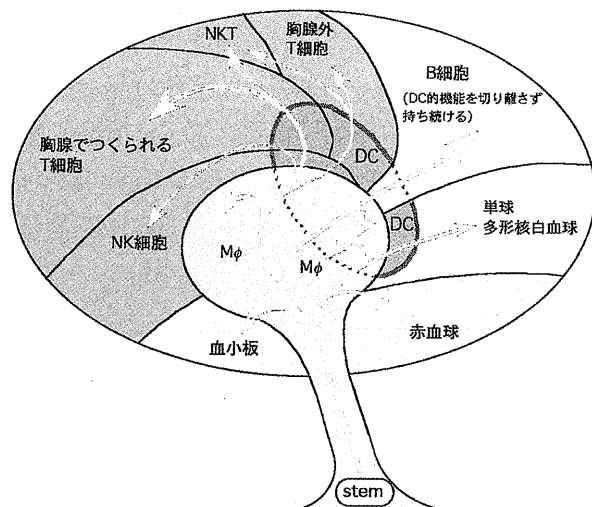 NKT
胸腺外
T細胞
B細胞
(DC的機能を切り離さず
持ち続ける)
胸腺でつくられる
T細胞
DC
NK細胞
DC
単球
多形核白血球
Mφ
Mφ
血小板
赤血球
stem